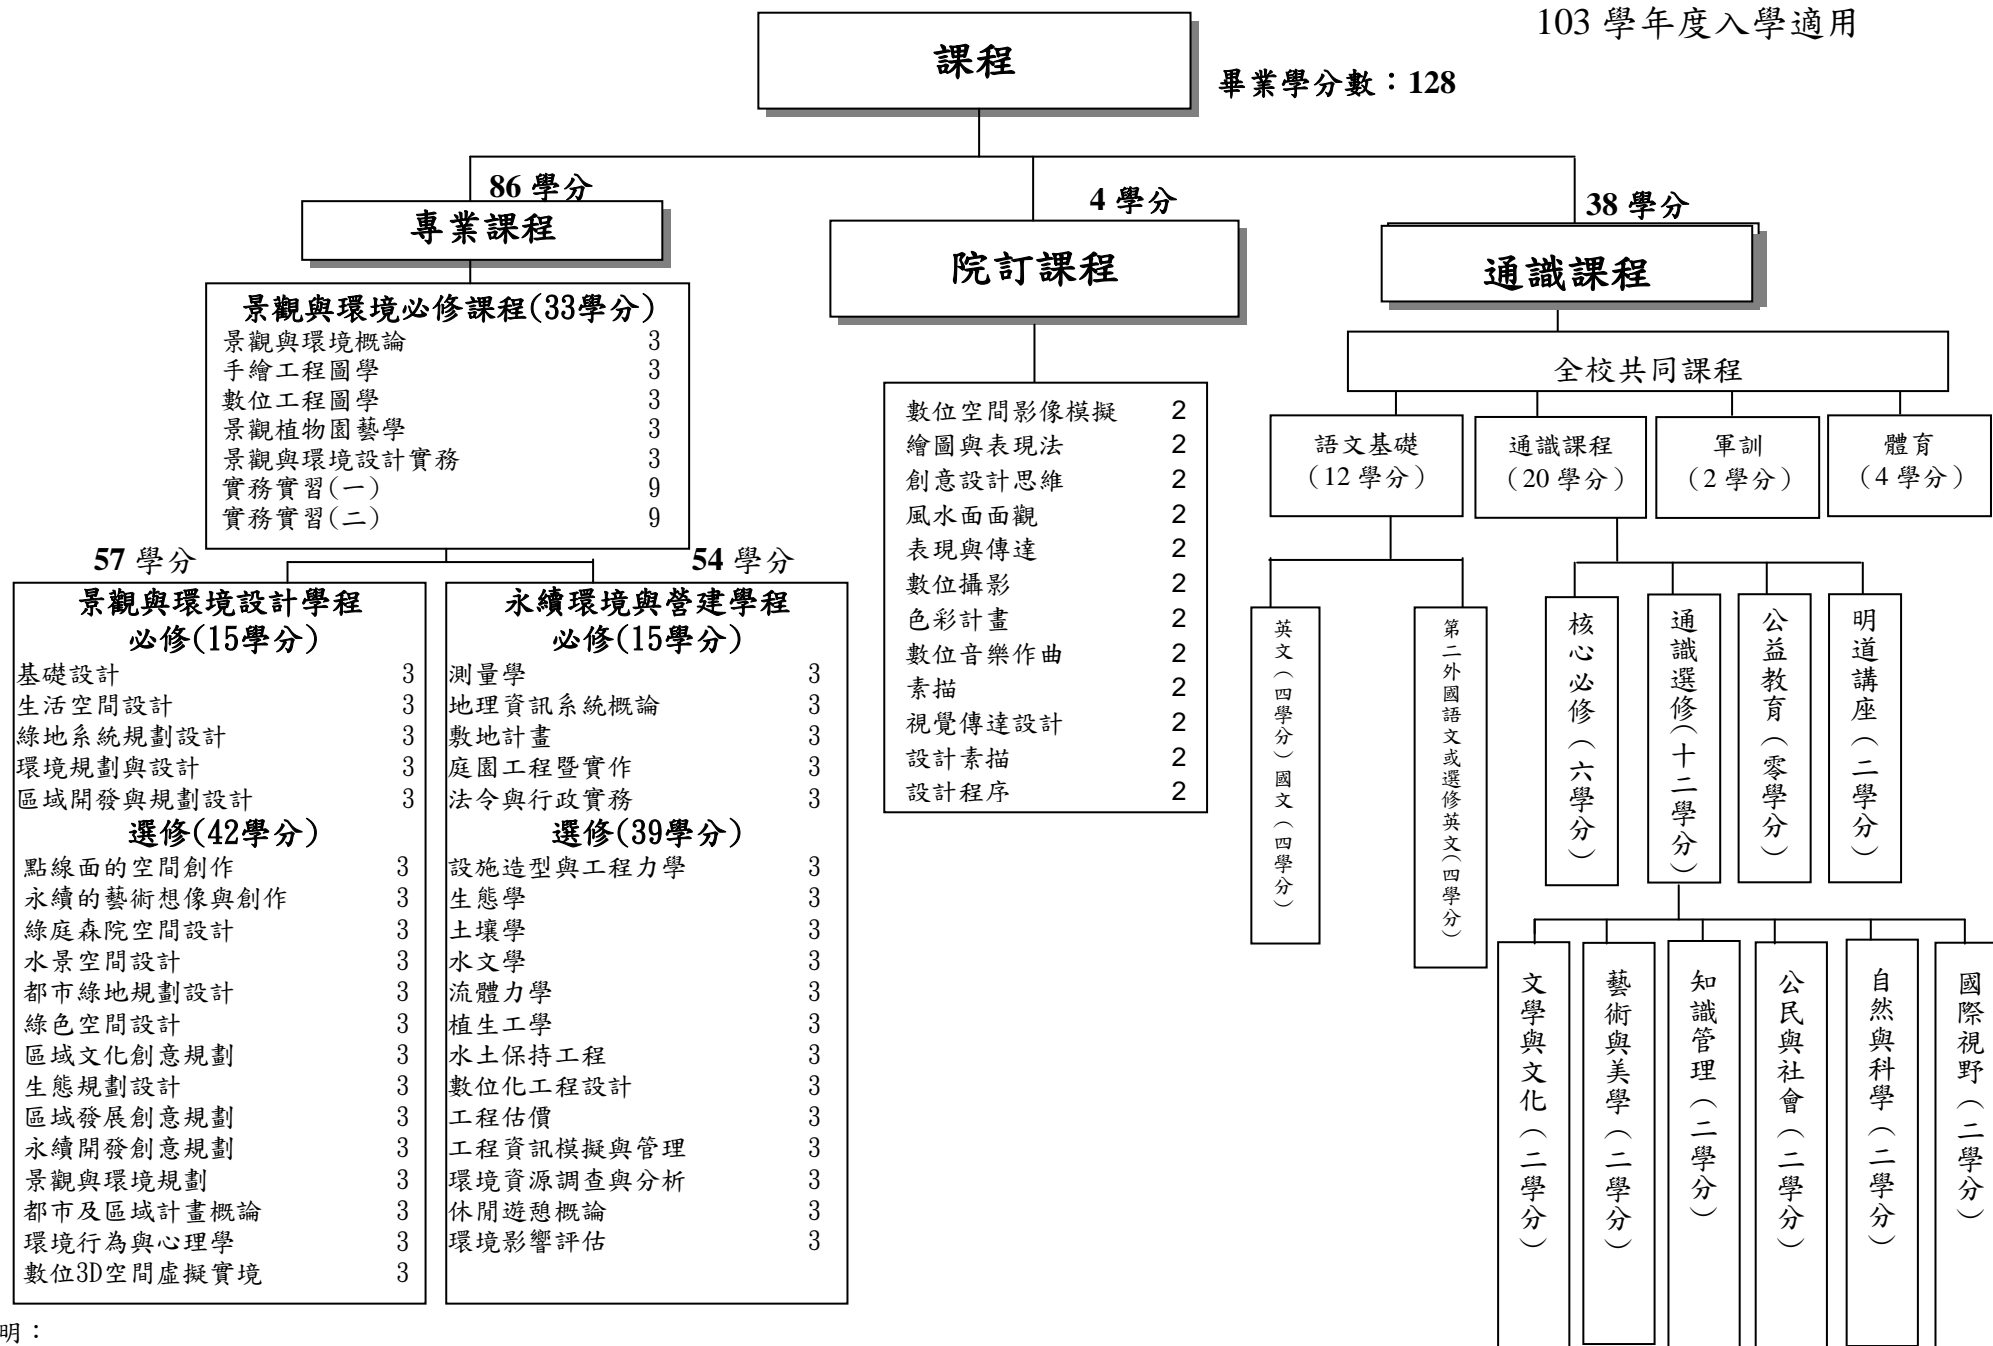 103 學年度入學適用
課程
畢業學分數：128
86 學分
專業課程
景觀與環境必修課程(33學分)
景觀與環境概論 3
手繪工程圖學 3
數位工程圖學 3
景觀植物園藝學 3
景觀與環境設計實務 3
實務實習(一) 9
實務實習(二) 9
57 學分
景觀與環境設計學程
必修(15學分)
基礎設計 3
生活空間設計 3
綠地系統規劃設計 3
環境規劃與設計 3
區域開發與規劃設計 3
選修(42學分)
點線面的空間創作 3
永續的藝術想像與創作 3
綠庭森院空間設計 3
水景空間設計 3
都市綠地規劃設計 3
綠色空間設計 3
區域文化創意規劃 3
生態規劃設計 3
區域發展創意規劃 3
永續開發創意規劃 3
景觀與環境規劃 3
都市及區域計畫概論 3
環境行為與心理學 3
數位3D空間虛擬實境 3
54 學分
永續環境與營建學程
必修(15學分)
測量學 3
地理資訊系統概論 3
敷地計畫 3
庭園工程暨實作 3
法令與行政實務 3
選修(39學分)
設施造型與工程力學 3
生態學 3
土壤學 3
水文學 3
流體力學 3
植生工學 3
水土保持工程 3
數位化工程設計 3
工程估價 3
工程資訊模擬與管理 3
環境資源調查與分析 3
休閒遊憩概論 3
環境影響評估 3
4 學分
院訂課程
數位空間影像模擬 2
繪圖與表現法 2
創意設計思維 2
風水面面觀 2
表現與傳達 2
數位攝影 2
色彩計畫 2
數位音樂作曲 2
素描 2
視覺傳達設計 2
設計素描 2
設計程序 2
38 學分
通識課程
全校共同課程
語文基礎
（12 學分）
通識課程
（20 學分）
軍訓
（2 學分）
體育
（4 學分）
英文（四學分）國文（四學分）
第二外國語文或選修英文（四學分）
核心必修（六學分）
通識選修（十二學分）
公益教育（零學分）
明道講座（二學分）
文學與文化（二學分）
藝術與美學（二學分）
知識管理（二學分）
公民與社會（二學分）
自然與科學（二學分）
國際視野（二學分）
明：